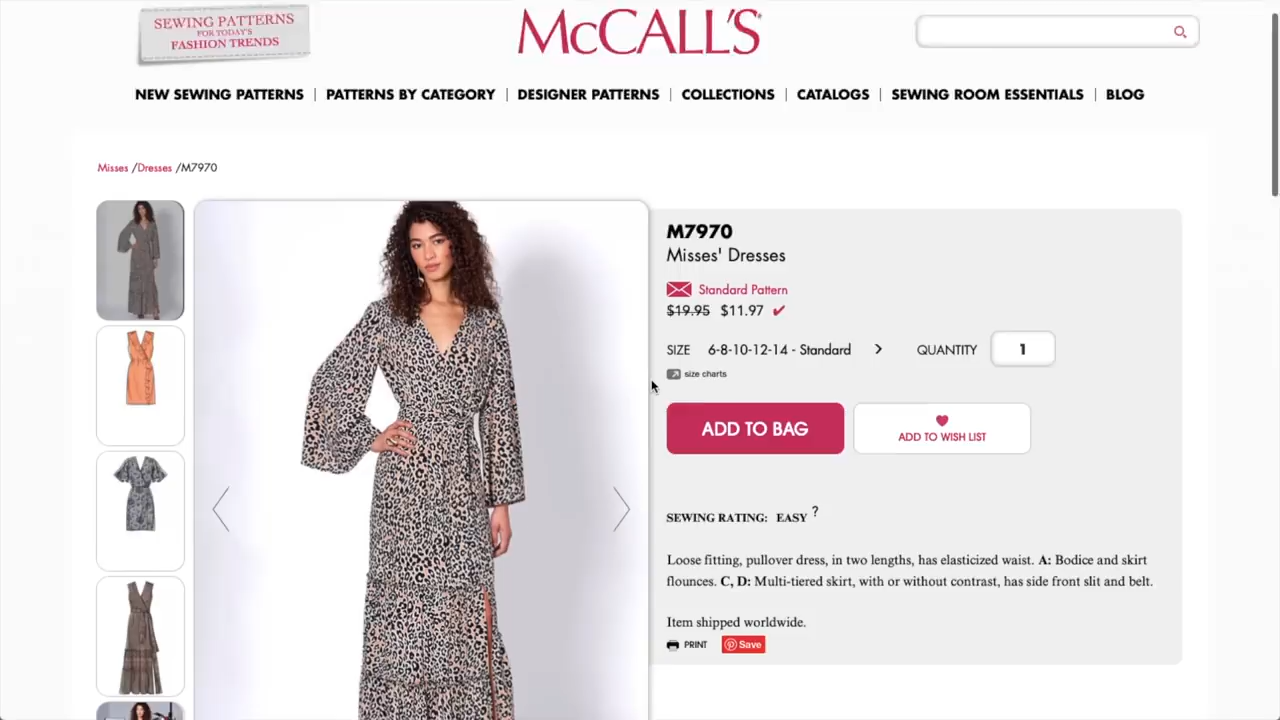 SEWING PATTERNS
FOR TODAY'S
FASHION TRENDS
McCALL'S®
NEW SEWING PATTERNS | PATTERNS BY CATEGORY | DESIGNER PATTERNS | COLLECTIONS | CATALOGS | SEWING ROOM ESSENTIALS | BLOG
Misses /Dresses /M7970
M7970
Misses' Dresses
Standard Pattern
$19.95 $11.97
SIZE 6-8-10-12-14 - Standard > QUANTITY 1
size charts
ADD TO BAG
ADD TO WISH LIST
SEWING RATING: EASY ?
Loose fitting, pullover dress, in two lengths, has elasticized waist. A: Bodice and skirt
flounces. C, D: Multi-tiered skirt, with or without contrast, has side front slit and belt.
Item shipped worldwide.
PRINT Save